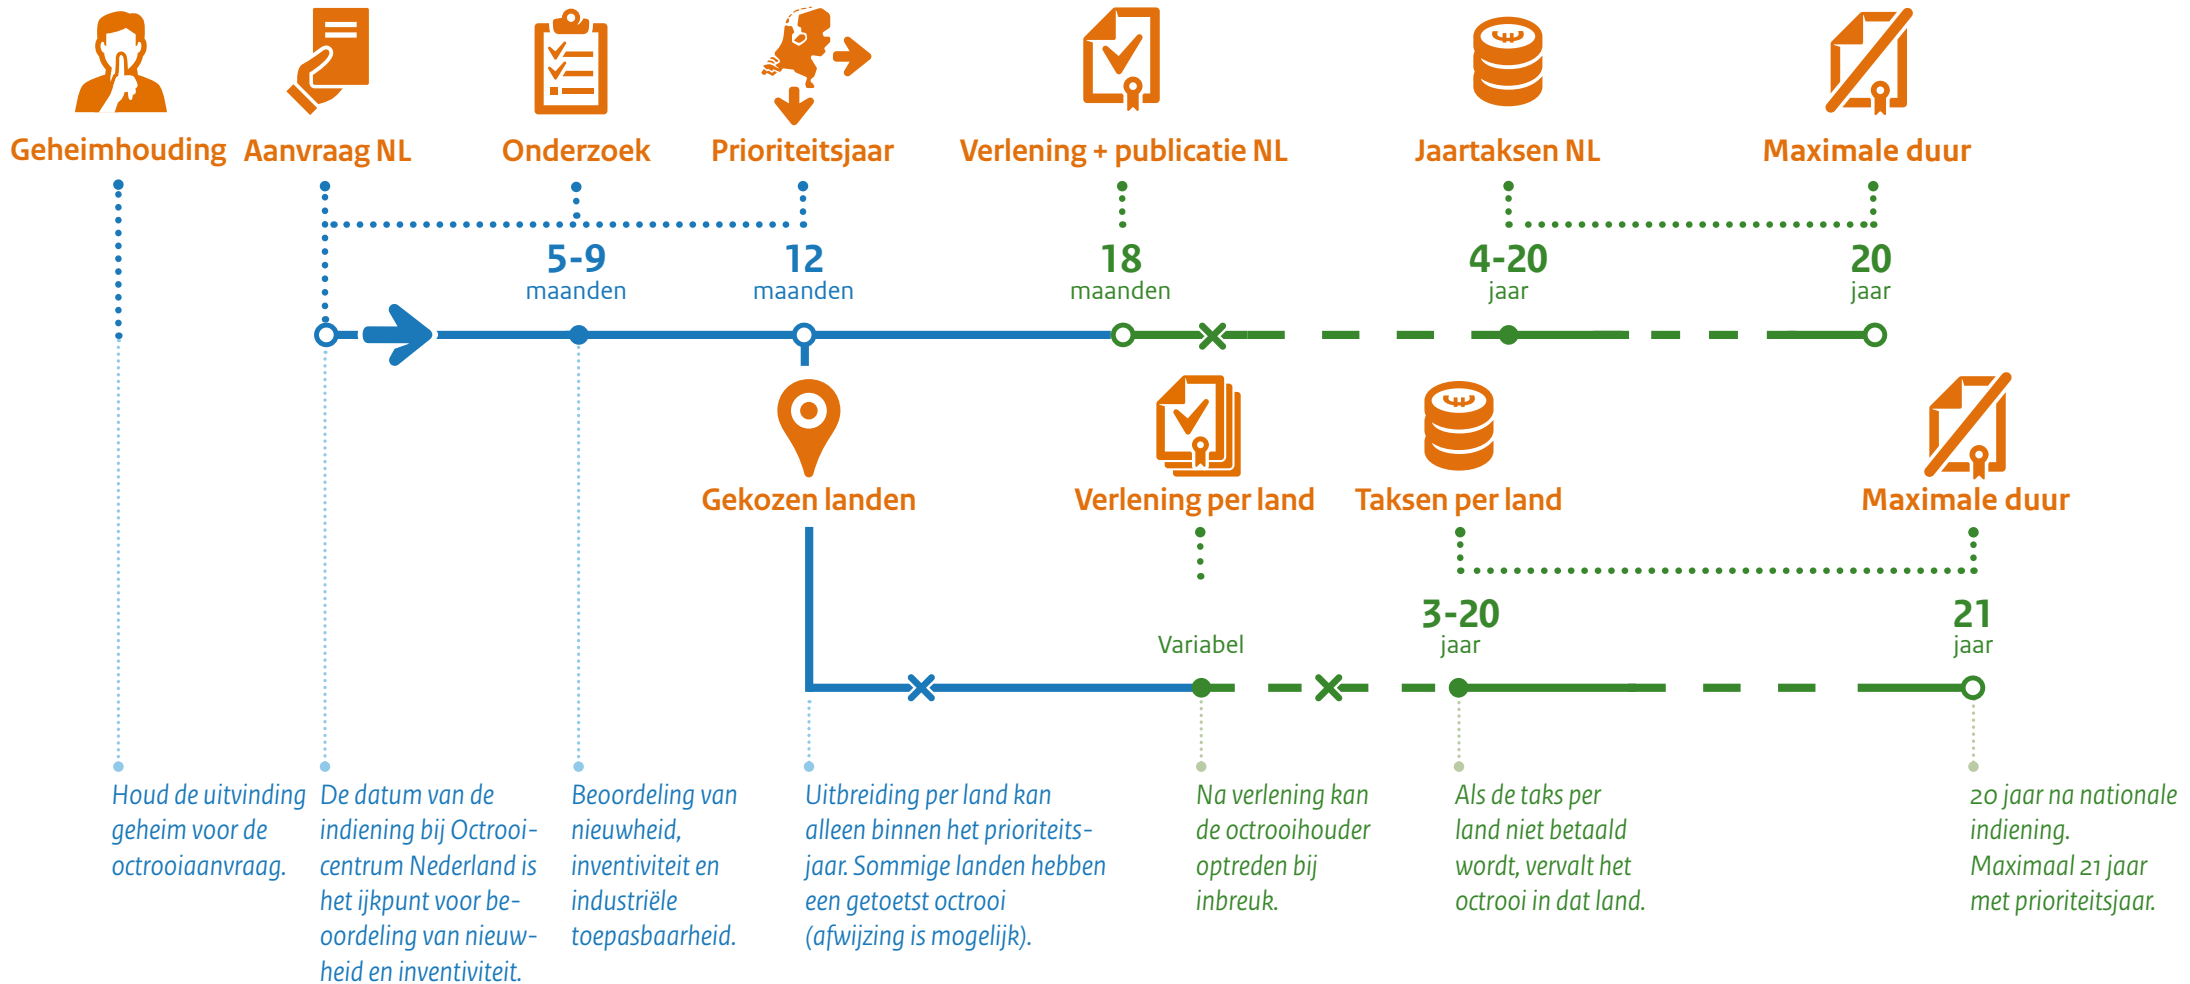 Geheimhouding
Aanvraag NL
Onderzoek
Prioriteitsjaar
Verlening + publicatie NL
Jaartaksen NL
Maximale duur
5-9
maanden
12
maanden
18
maanden
4-20
jaar
20
jaar
Gekozen landen
Verlening per land
Taksen per land
Maximale duur
Variabel
3-20
jaar
21
jaar
Houd de uitvinding
geheim voor de
octrooiaanvraag.
De datum van de
indiening bij Octrooi-
centrum Nederland is
het ijkpunt voor be-
oordeling van nieuw-
heid en inventiviteit.
Beoordeling van
nieuwheid,
inventiviteit en
industriële
toepasbaarheid.
Uitbreiding per land kan
alleen binnen het prioriteits-
jaar. Sommige landen hebben
een getoetst octrooi
(afwijzing is mogelijk).
Na verlening kan
de octrooihouder
optreden bij
inbreuk.
Als de taks per
land niet betaald
wordt, vervalt het
octrooi in dat land.
20 jaar na nationale
indiening.
Maximaal 21 jaar
met prioriteitsjaar.